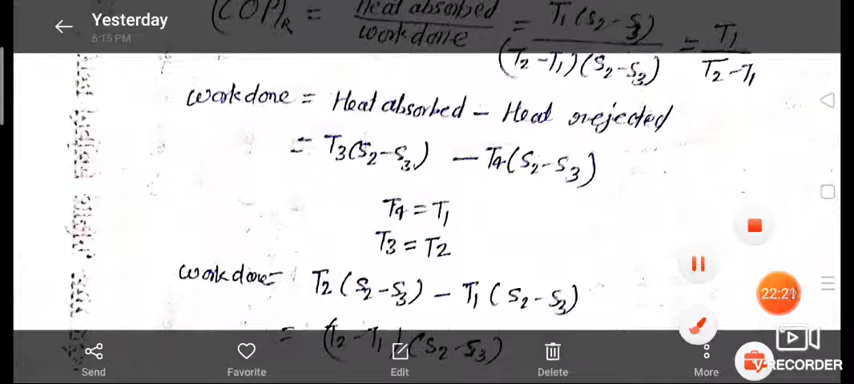 Yesterday
6:15 PM
(COP)R = Heat absorbed / workdone = T1(S2-S3) / (T2-T1)(S2-S3) = T1 / T2-T1
workdone = Heat absorbed - Heat rejected
= T3(S2-S3) - T4(S2-S3)
T4 = T1
T3 = T2
workdone = T2(S2-S3) - T1(S2-S3)
= (T2-T1)(S2-S3)
22:21
Send
Favorite
Edit
Delete
More
VRECORDER